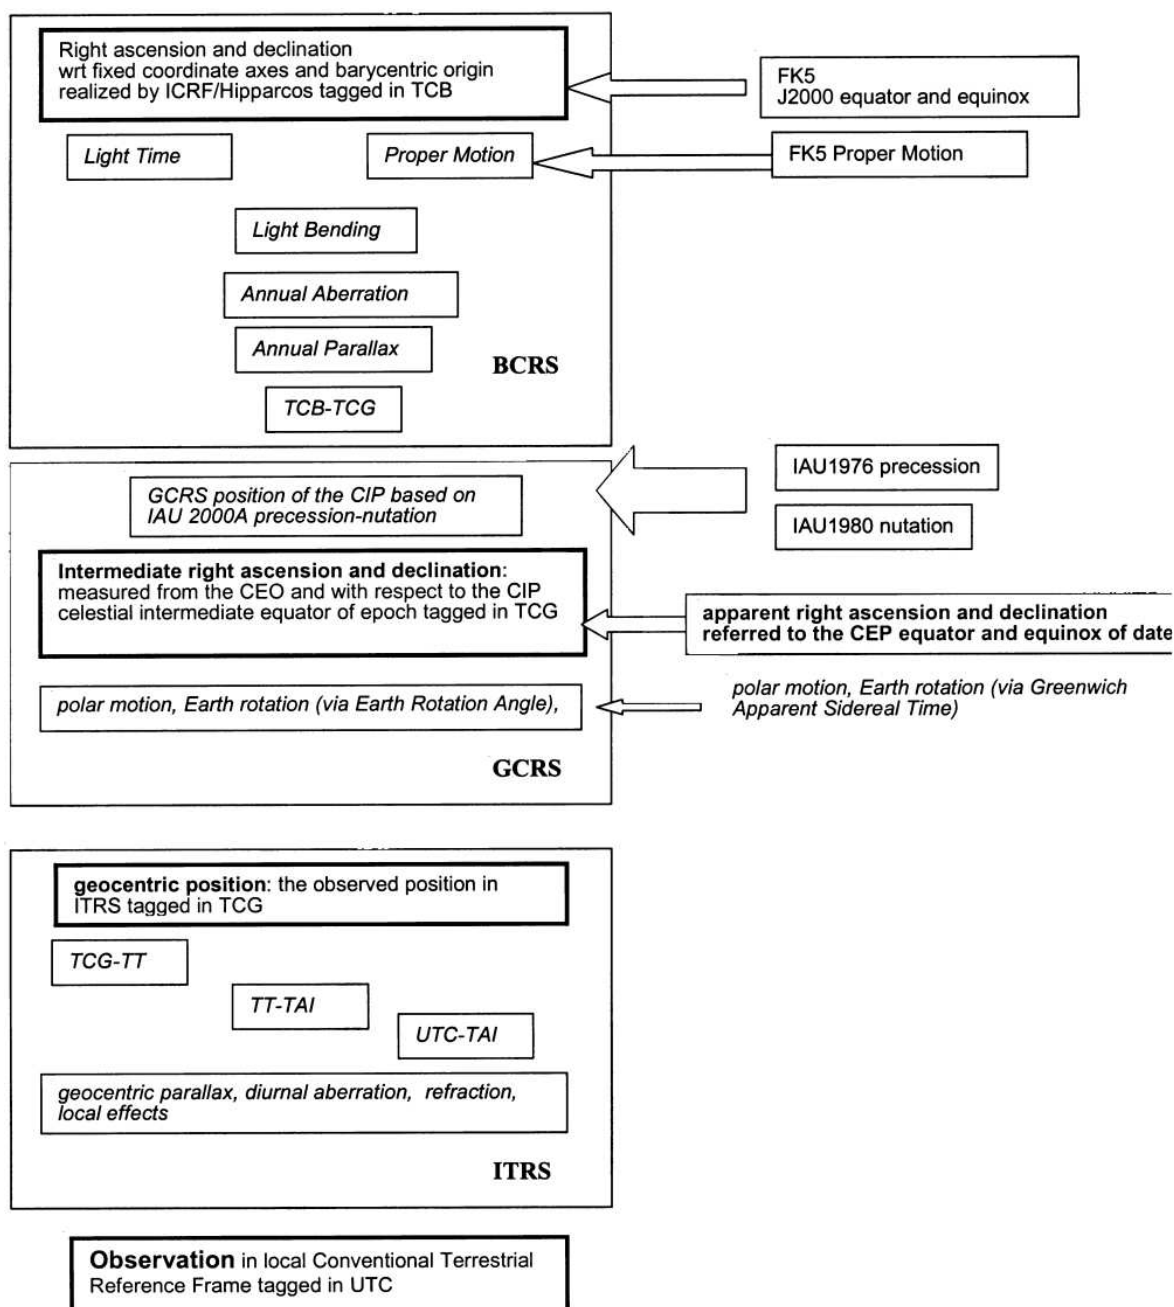 Right ascension and declination
wrt fixed coordinate axes and barycentric origin
realized by ICRF/Hipparcos tagged in TCB
FK5
J2000 equator and equinox
Light Time
Proper Motion
FK5 Proper Motion
Light Bending
Annual Aberration
Annual Parallax
BCRS
TCB-TCG
GCRS position of the CIP based on
IAU 2000A precession-nutation
IAU1976 precession
IAU1980 nutation
Intermediate right ascension and declination:
measured from the CEO and with respect to the CIP
celestial intermediate equator of epoch tagged in TCG
apparent right ascension and declination
referred to the CEP equator and equinox of date
polar motion, Earth rotation (via Earth Rotation Angle),
polar motion, Earth rotation (via Greenwich
Apparent Sidereal Time)
GCRS
geocentric position: the observed position in
ITRS tagged in TCG
TCG-TT
TT-TAI
UTC-TAI
geocentric parallax, diurnal aberration, refraction,
local effects
ITRS
Observation in local Conventional Terrestrial
Reference Frame tagged in UTC